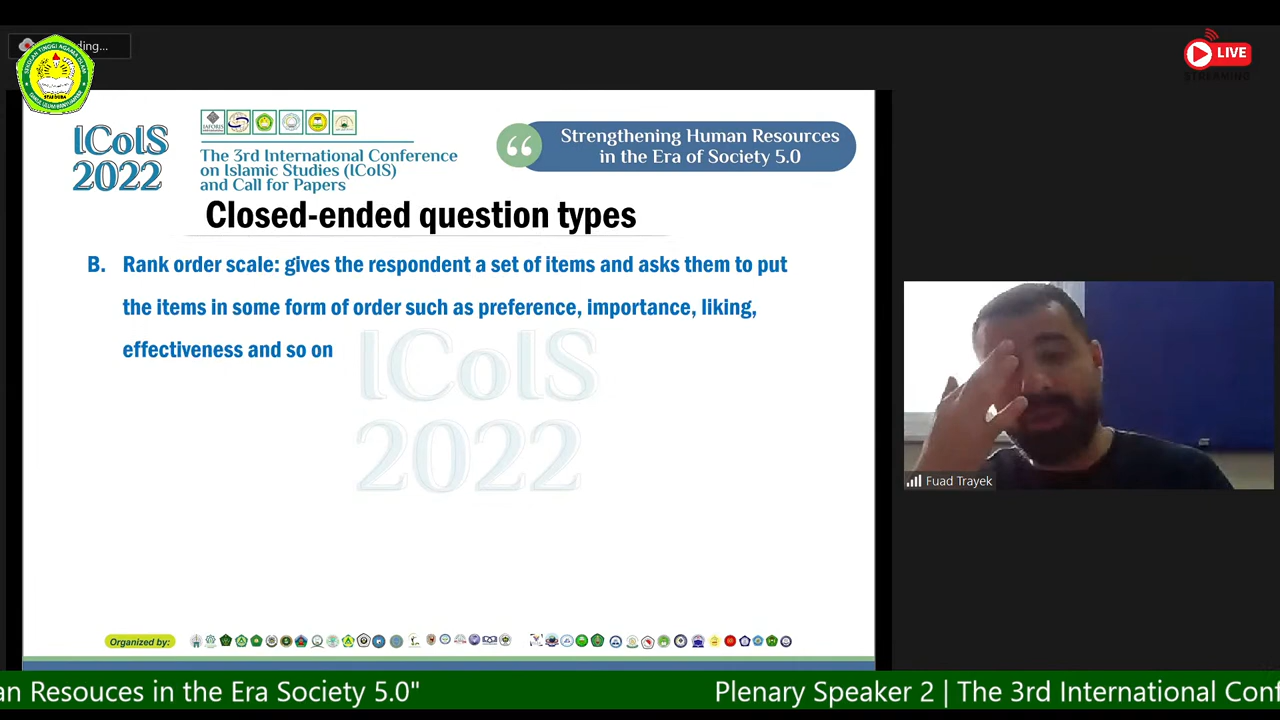 LIVE
STREAMING
ICoIS
2022
The 3rd International Conference
on Islamic Studies (ICoIS)
and Call for Papers
Strengthening Human Resources
in the Era of Society 5.0
Closed-ended question types
B. Rank order scale: gives the respondent a set of items and asks them to put
the items in some form of order such as preference, importance, liking,
effectiveness and so on
ICoIS
2022
Fuad Trayek
Organized by:
an Resouces in the Era Society 5.0"
Plenary Speaker 2 | The 3rd International Conf